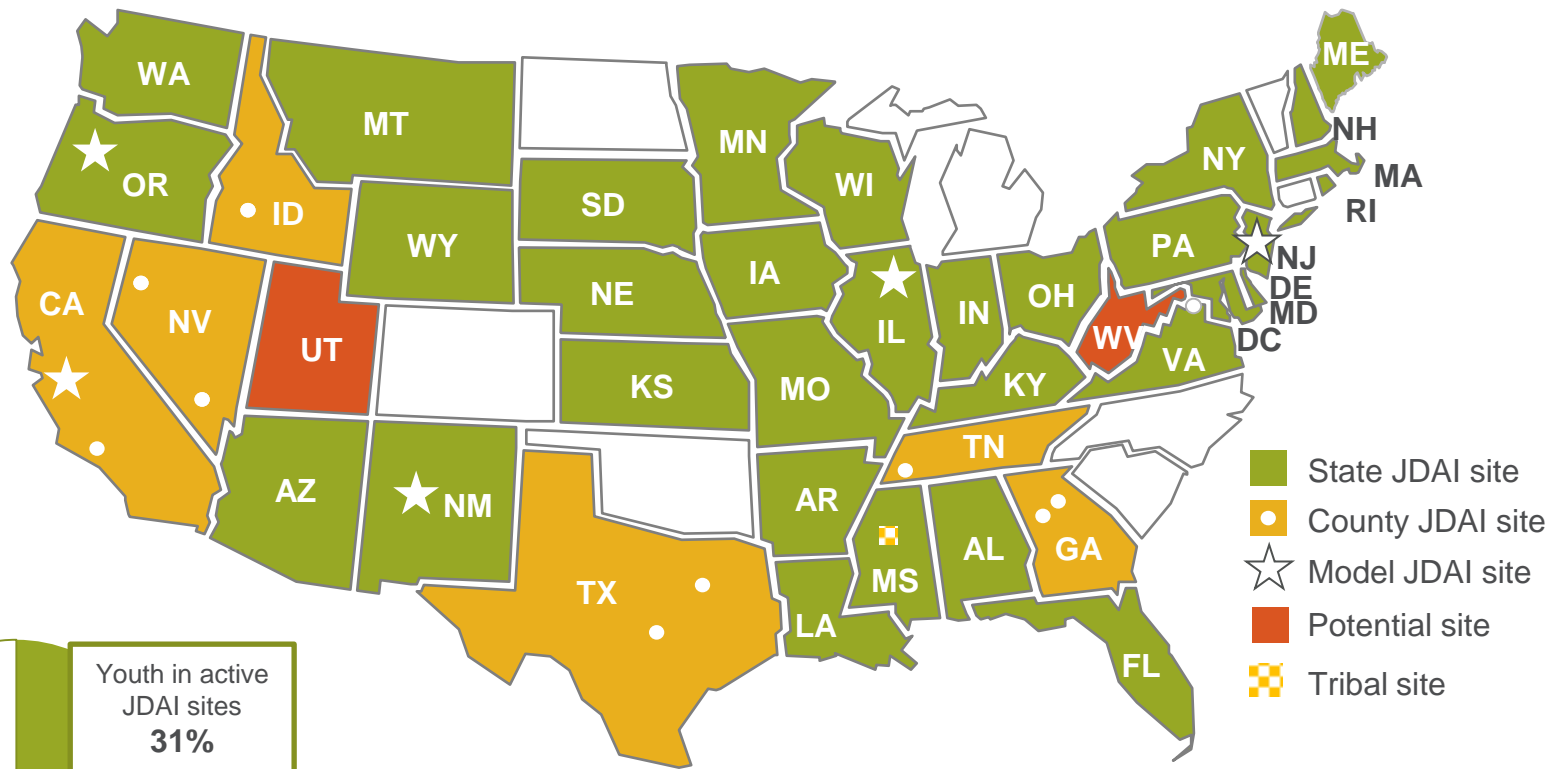 WA
MT
ME
OR
ID
MN
WI
NH
NY
MA
RI
SD
WY
CA
NV
UT
NE
IA
IL
IN
OH
PA
NJ
DE
MD
DC
WV
VA
KS
MO
KY
TN
AZ
NM
AR
MS
AL
GA
TX
LA
FL
State JDAI site
County JDAI site
Model JDAI site
Potential site
Tribal site
Youth in active
JDAI sites
31%